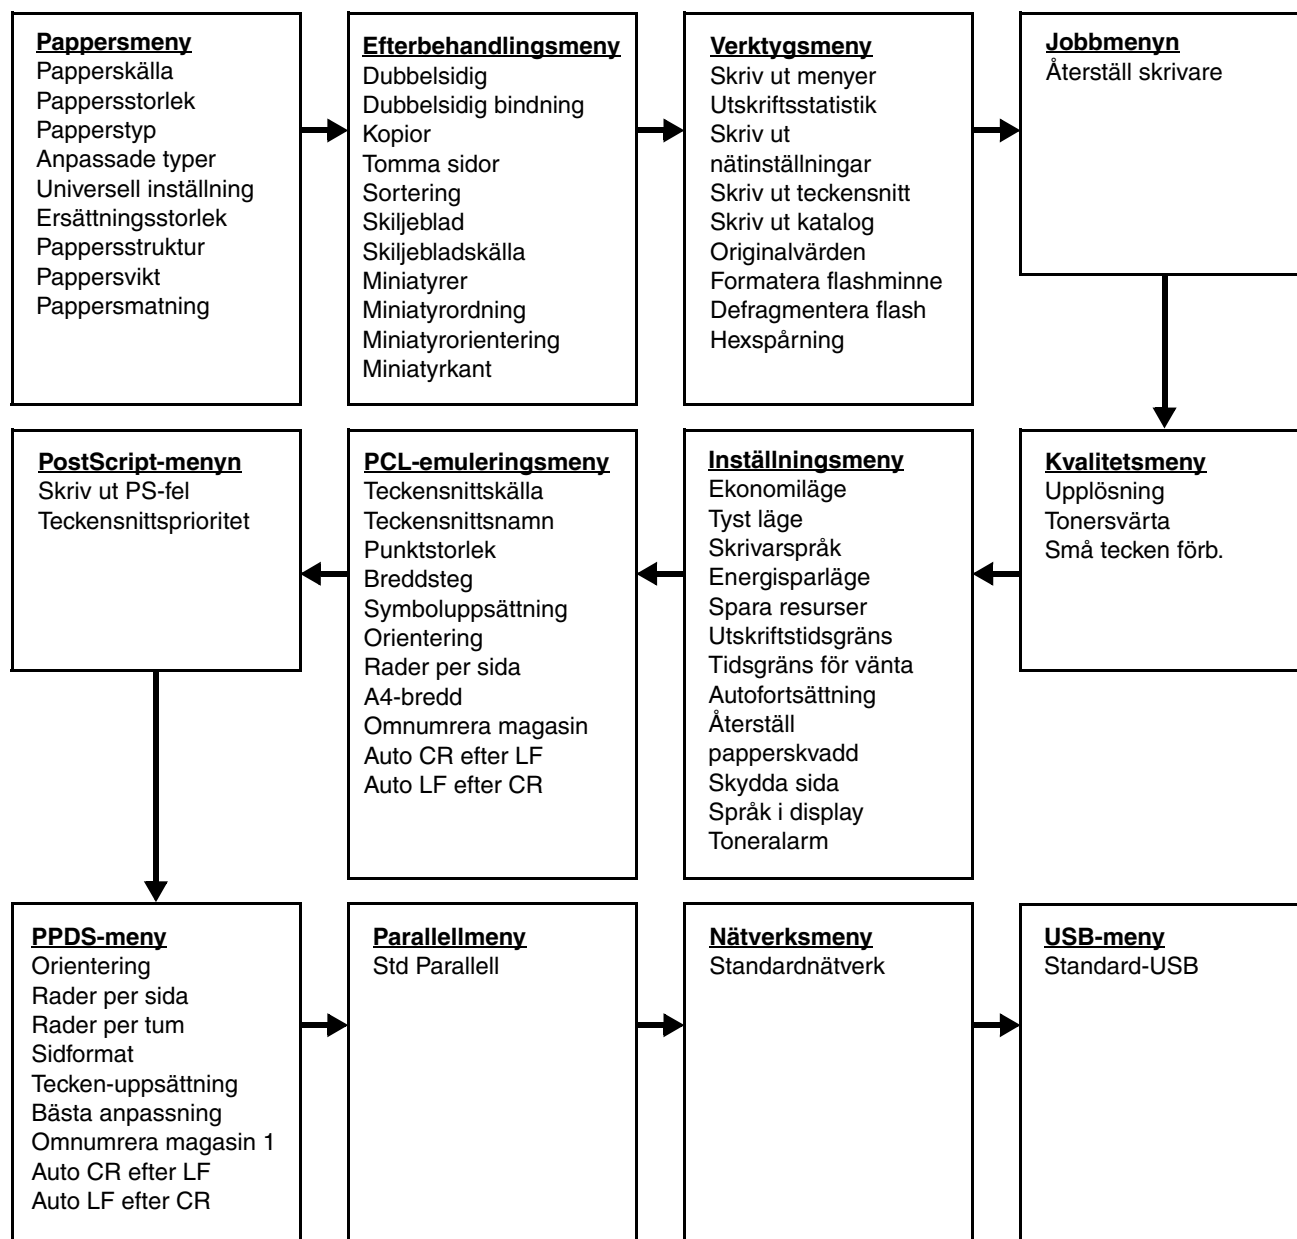 Pappersmeny
Papperskälla
Pappersstorlek
Papperstyp
Anpassade typer
Universell inställning
Ersättningsstorlek
Pappersstruktur
Pappersvikt
Pappersmatning
Efterbehandlingsmeny
Dubbelsidig
Dubbelsidig bindning
Kopior
Tomma sidor
Sortering
Skiljeblad
Skiljebladskälla
Miniatyrer
Miniatyrordning
Miniatyrorientering
Miniatyrkant
Verktygsmeny
Skriv ut menyer
Utskriftsstatistik
Skriv ut
nätinställningar
Skriv ut teckensnitt
Skriv ut katalog
Originalvärden
Formatera flashminne
Defragmentera flash
Hexspårning
Jobbmenyn
Återställ skrivare
Kvalitetsmeny
Upplösning
Tonersvärta
Små tecken förb.
Inställningsmeny
Ekonomiläge
Tyst läge
Skrivarspråk
Energisparläge
Spara resurser
Utskriftstidsgräns
Tidsgräns för vänta
Autofortsättning
Återställ
papperskvadd
Skydda sida
Språk i display
Toneralarm
PCL-emuleringsmeny
Teckensnittskälla
Teckensnittsnamn
Punktstorlek
Breddsteg
Symboluppsättning
Orientering
Rader per sida
A4-bredd
Omnumrera magasin
Auto CR efter LF
Auto LF efter CR
PostScript-menyn
Skriv ut PS-fel
Teckensnittsprioritet
PPDS-meny
Orientering
Rader per sida
Rader per tum
Sidformat
Tecken-uppsättning
Bästa anpassning
Omnumrera magasin 1
Auto CR efter LF
Auto LF efter CR
Parallellmeny
Std Parallell
Nätverksmeny
Standardnätverk
USB-meny
Standard-USB